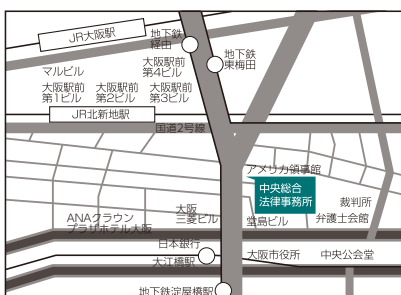 JR大阪駅
地下鉄
経由
地下鉄
東梅田
マルビル
大阪駅前
第4ビル
大阪駅前
第1ビル
大阪駅前
第2ビル
大阪駅前
第3ビル
JR北新地駅
国道2号線
アメリカ領事館
中央総合
法律事務所
裁判所
弁護士会館
大阪
三菱ビル
堂島ビル
ANAクラウン
プラザホテル大阪
日本銀行
大江橋駅
大阪市役所
中央公会堂
地下鉄淀屋橋駅